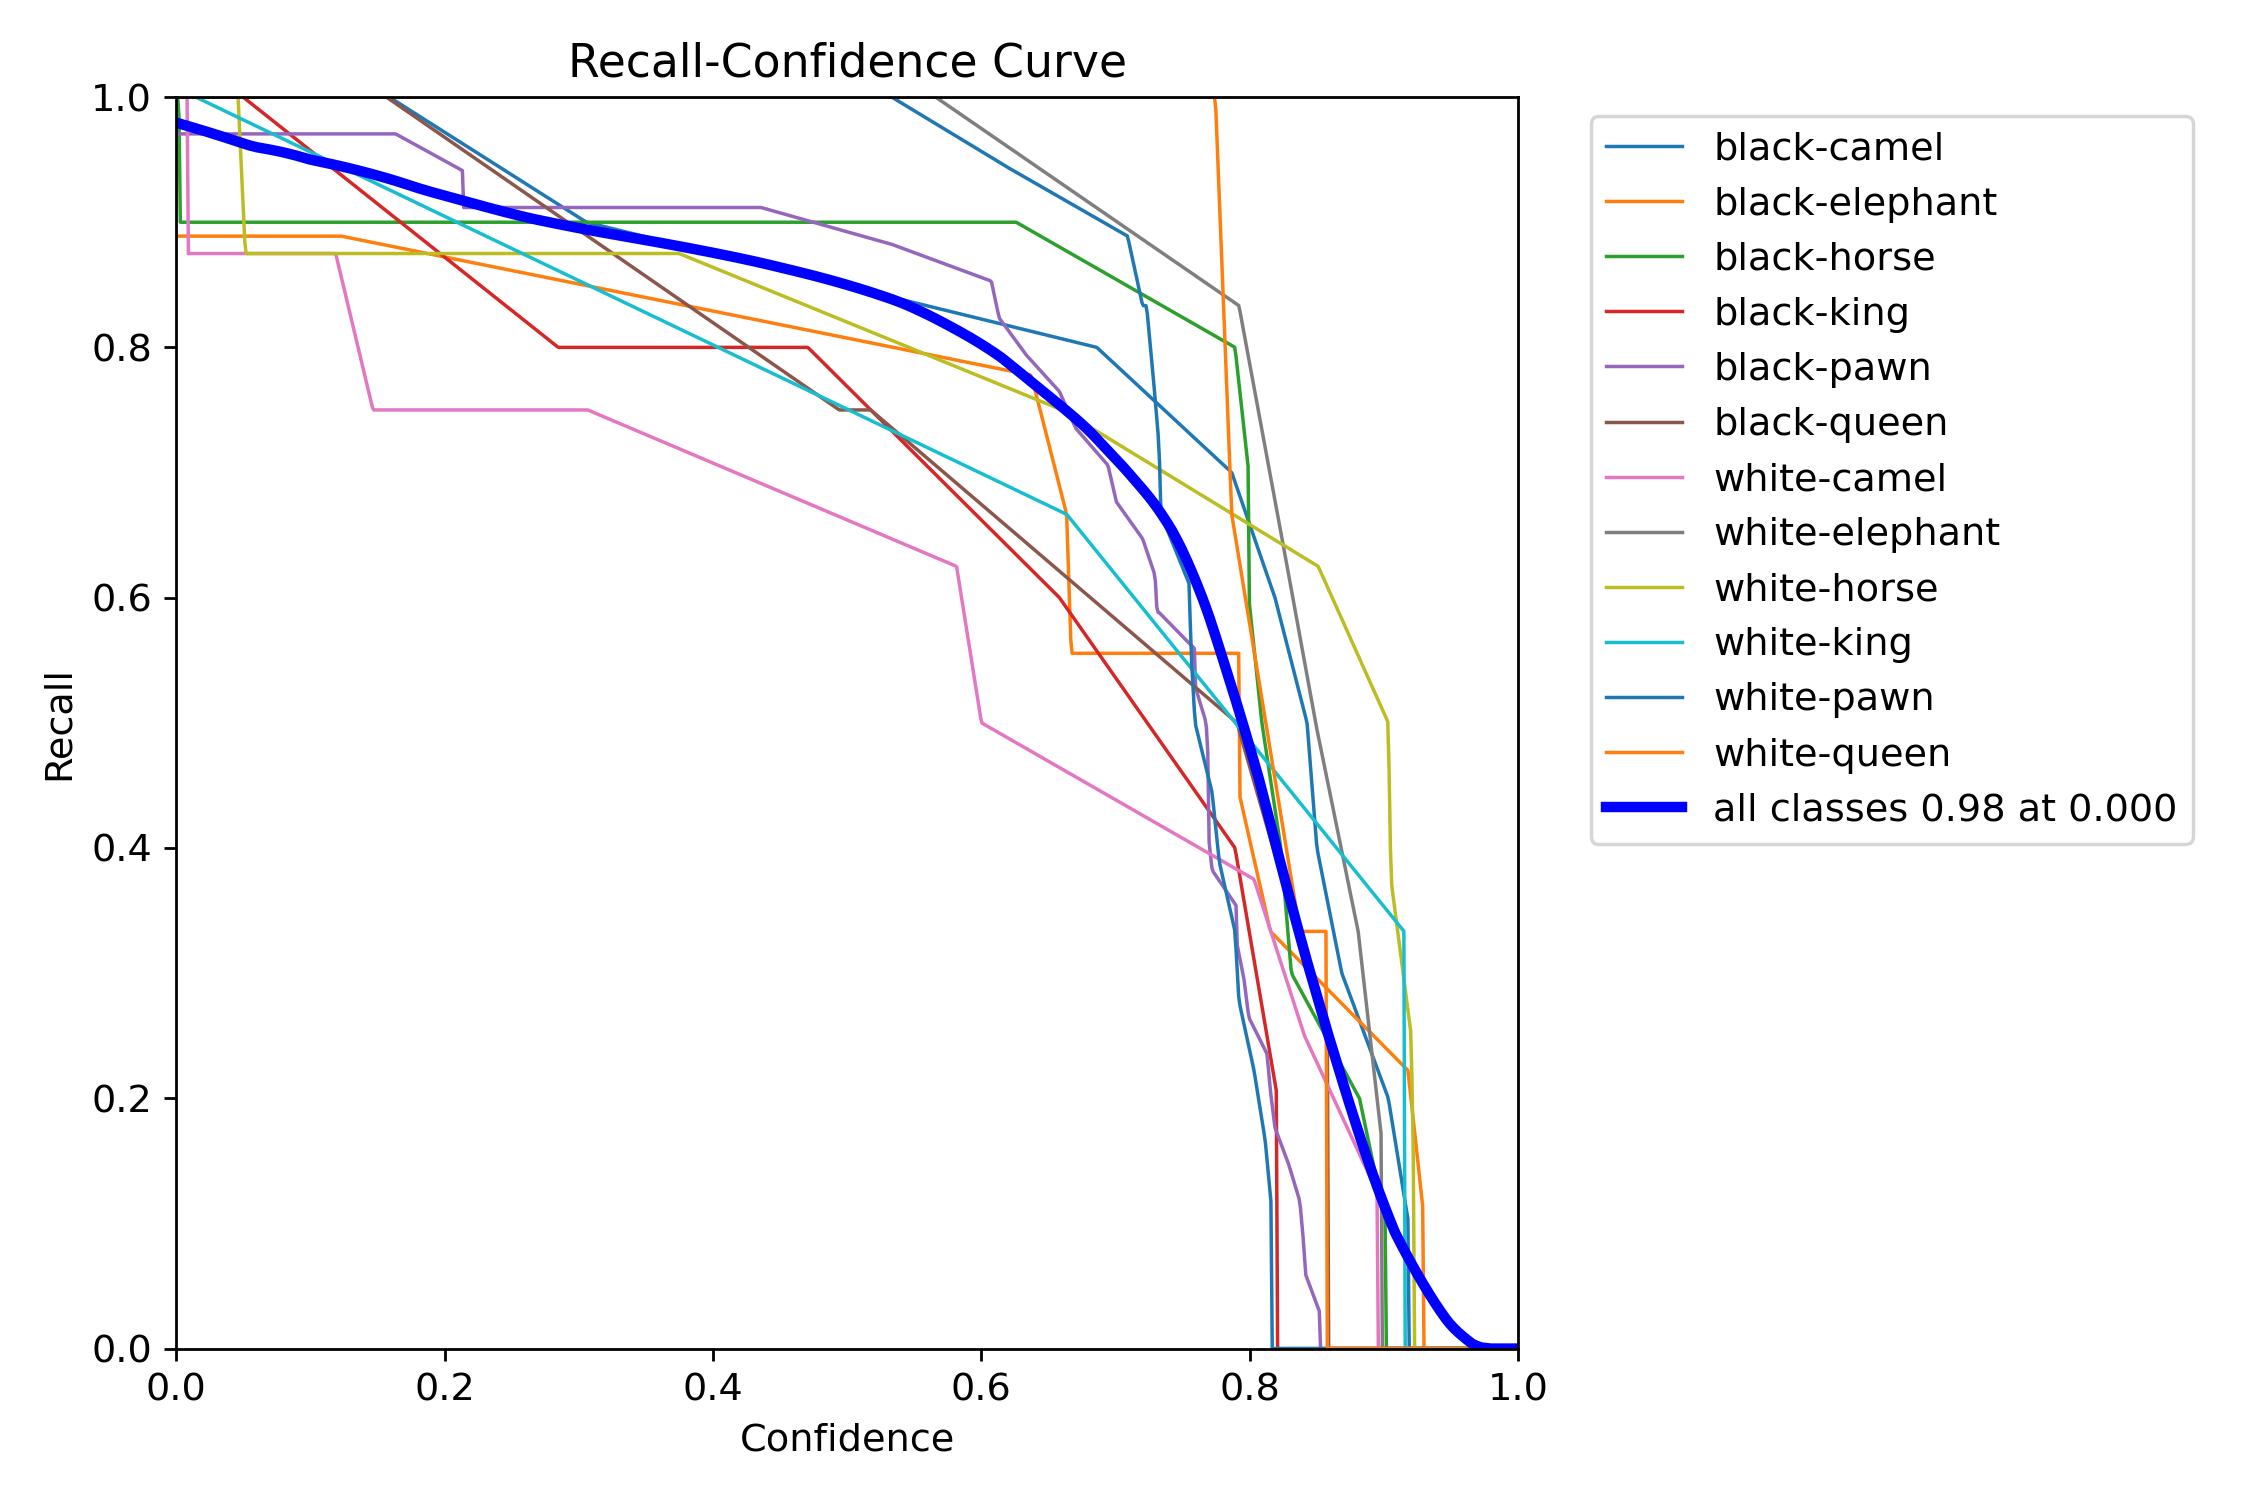 Recall-Confidence Curve
1.0
0.8
0.6
0.4
0.2
0.0
Recall
0.0 0.2 0.4 0.6 0.8 1.0
Confidence
black-camel
black-elephant
black-horse
black-king
black-pawn
black-queen
white-camel
white-elephant
white-horse
white-king
white-pawn
white-queen
all classes 0.98 at 0.000